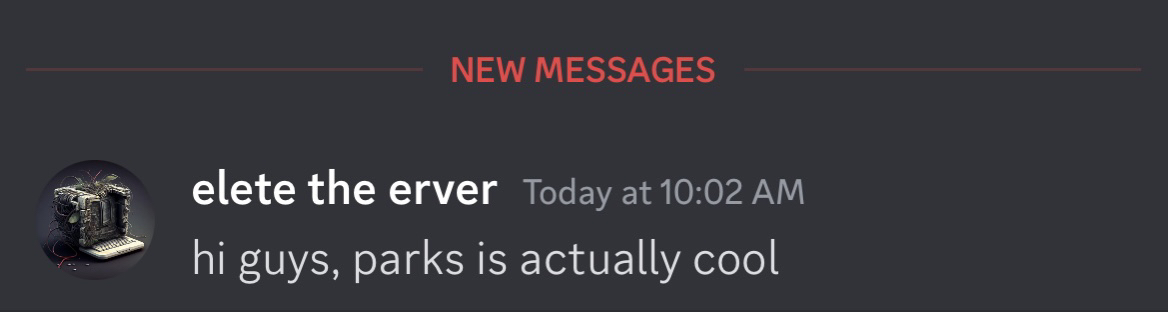 NEW MESSAGES
elete the erver Today at 10:02 AM
hi guys, parks is actually cool